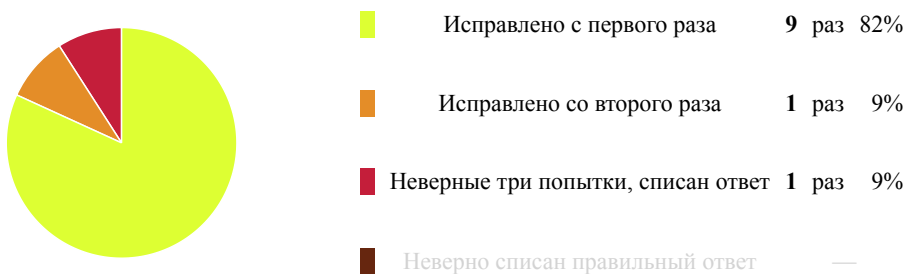 Исправлено с первого раза 9 раз 82%
Исправлено со второго раза 1 раз 9%
Неверные три попытки, списан ответ 1 раз 9%
Неверно списан правильный ответ —